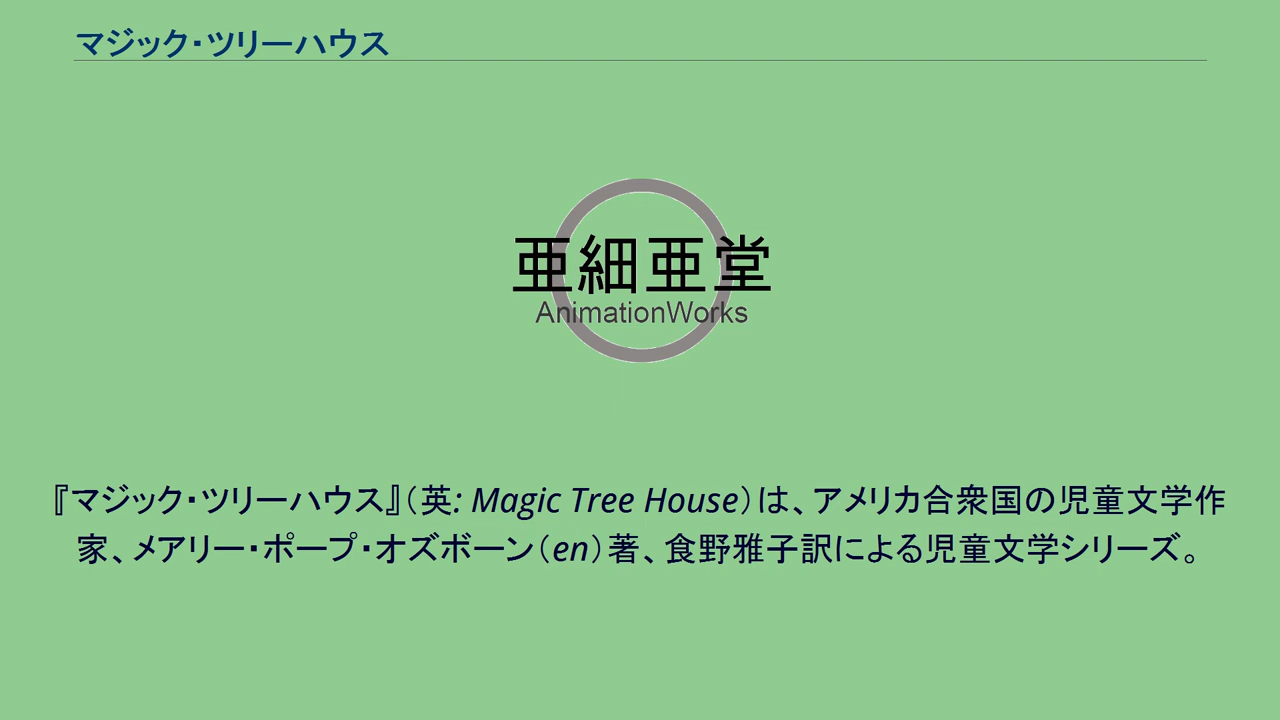 マジック・ツリーハウス
亜細亜堂
AnimationWorks
『マジック・ツリーハウス』（英: Magic Tree House）は、アメリカ合衆国の児童文学作
家、メアリー・ポープ・オズボーン（en）著、食野雅子訳による児童文学シリーズ。